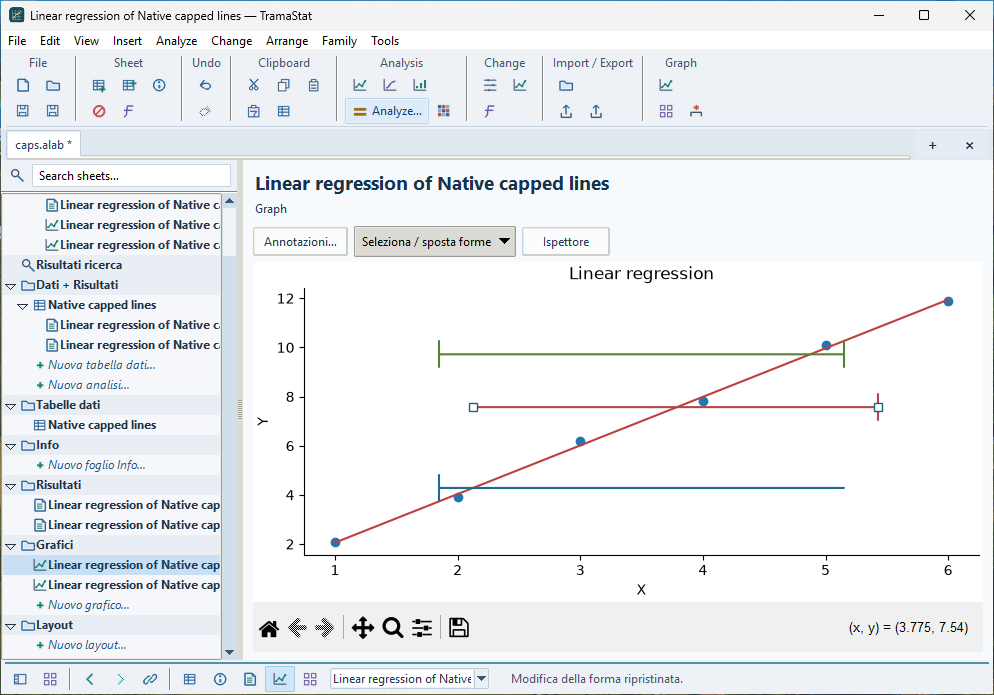 Linear regression of Native capped lines — TramaStat
File Edit View Insert Analyze Change Arrange Family Tools
File Sheet Undo Clipboard Analysis Change Import / Export Graph
Analyze...
caps.alab *
Search sheets...
Linear regression of Native c
Linear regression of Native c
Linear regression of Native c
Risultati ricerca
Dati + Risultati
Native capped lines
Linear regression of Native c
Linear regression of Native c
Nuova tabella dati...
Nuova analisi...
Tabelle dati
Native capped lines
Info
Nuovo foglio Info...
Risultati
Linear regression of Native cap
Linear regression of Native cap
Grafici
Linear regression of Native cap
Linear regression of Native cap
Nuovo grafico...
Layout
Nuovo layout...
Linear regression of Native capped lines
Graph
Annotazioni... Seleziona / sposta forme Ispettore
Linear regression
12
10
8
6
4
2
Y
1 2 3 4 5 6
X
(x, y) = (3.775, 7.54)
Linear regression of Native Modifica della forma ripristinata.